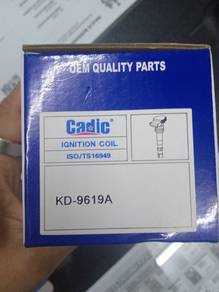 OEM QUALITY PARTS
Cadic®
IGNITION COIL
ISO/TS16949
KD-9619A